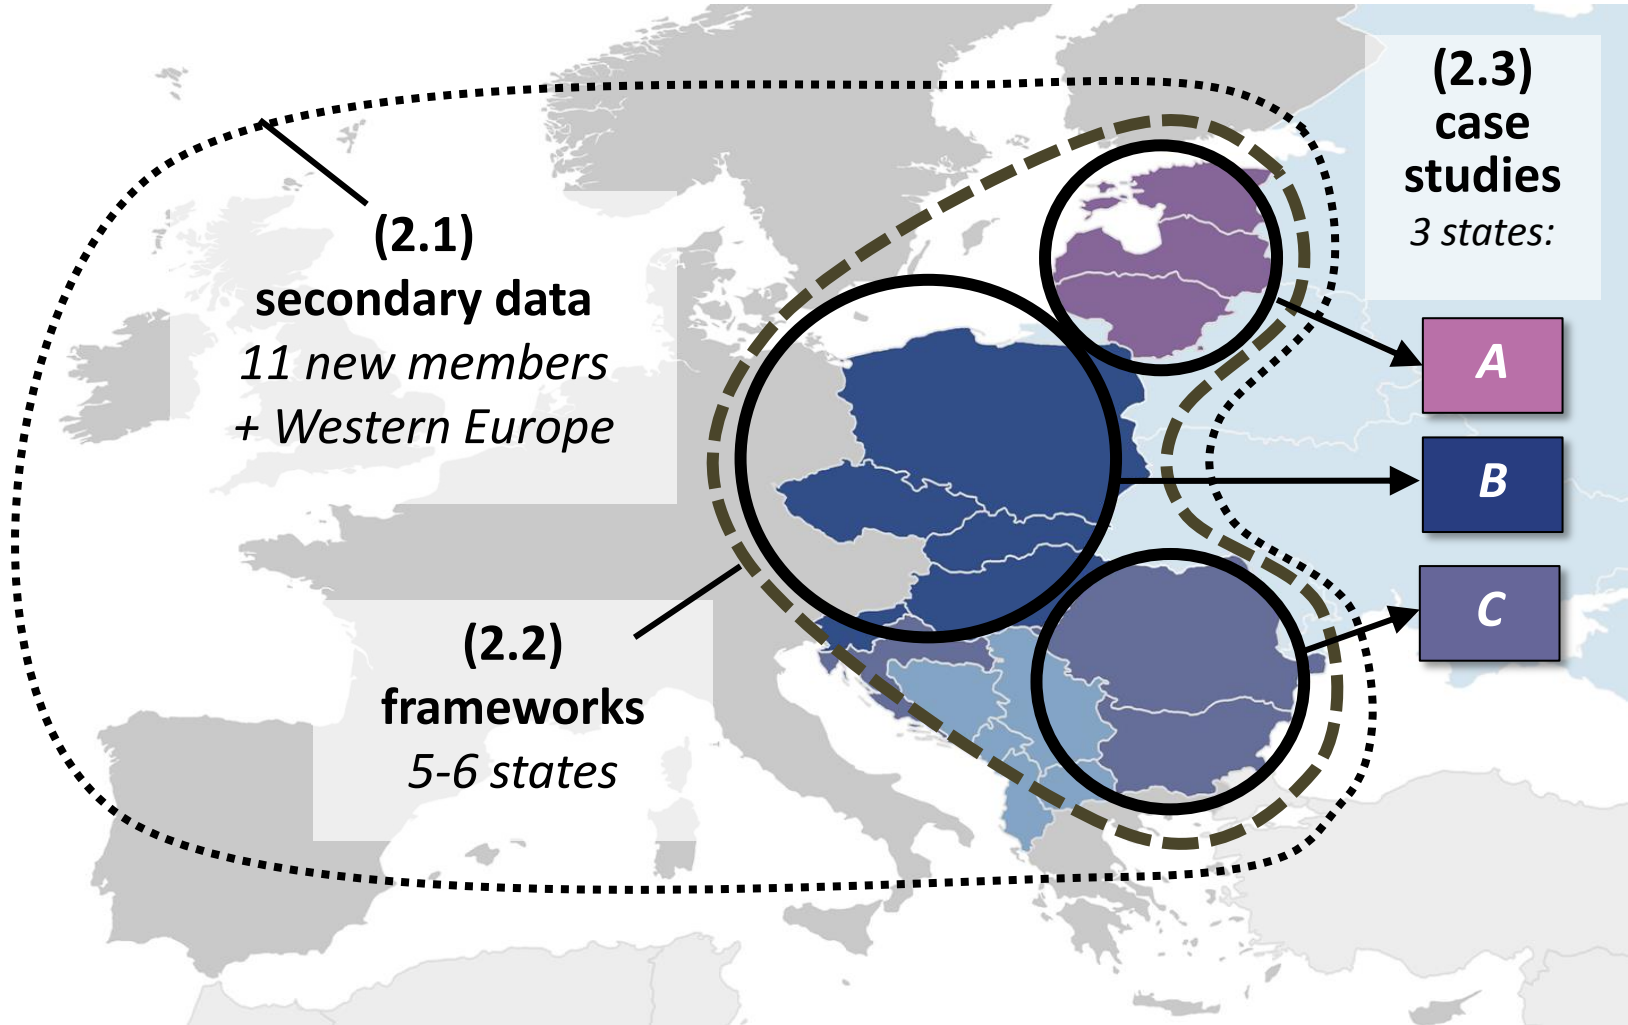 (2.1)
secondary data
11 new members
+ Western Europe
(2.2)
frameworks
5-6 states
(2.3)
case
studies
3 states:
A
B
C